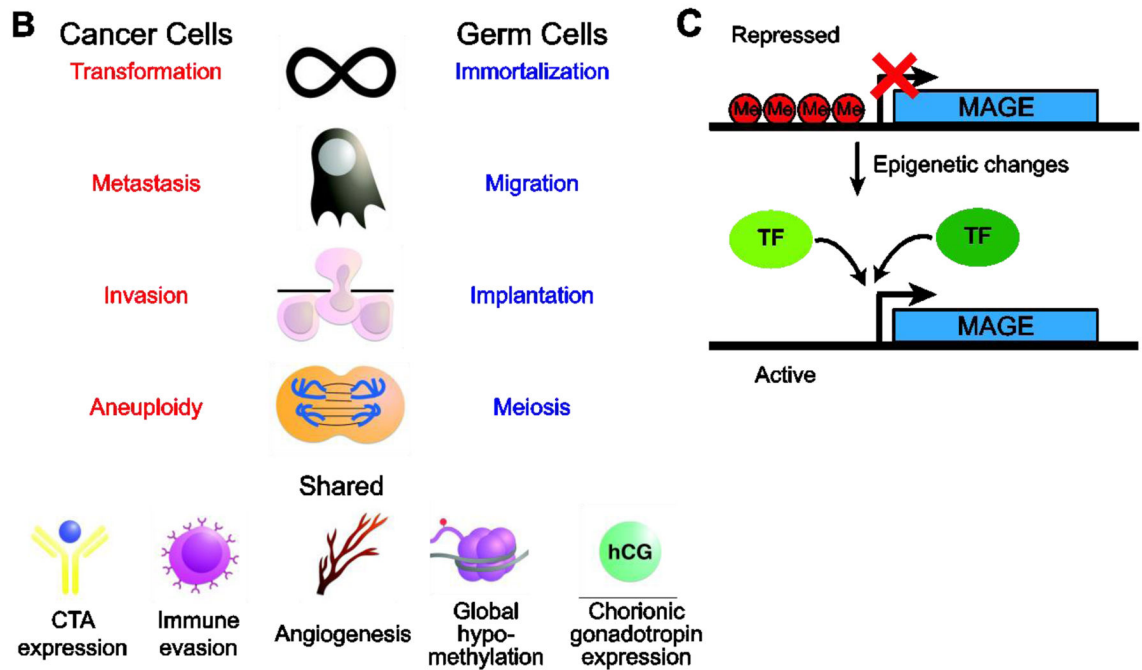 B
Cancer Cells
Germ Cells
Transformation
Immortalization
Metastasis
Migration
Invasion
Implantation
Aneuploidy
Meiosis
Shared
hCG
CTA
expression
Immune
evasion
Angiogenesis
Global
hypo-
methylation
Chorionic
gonadotropin
expression
C
Repressed
Me Me Me Me
MAGE
Epigenetic changes
TF
TF
MAGE
Active